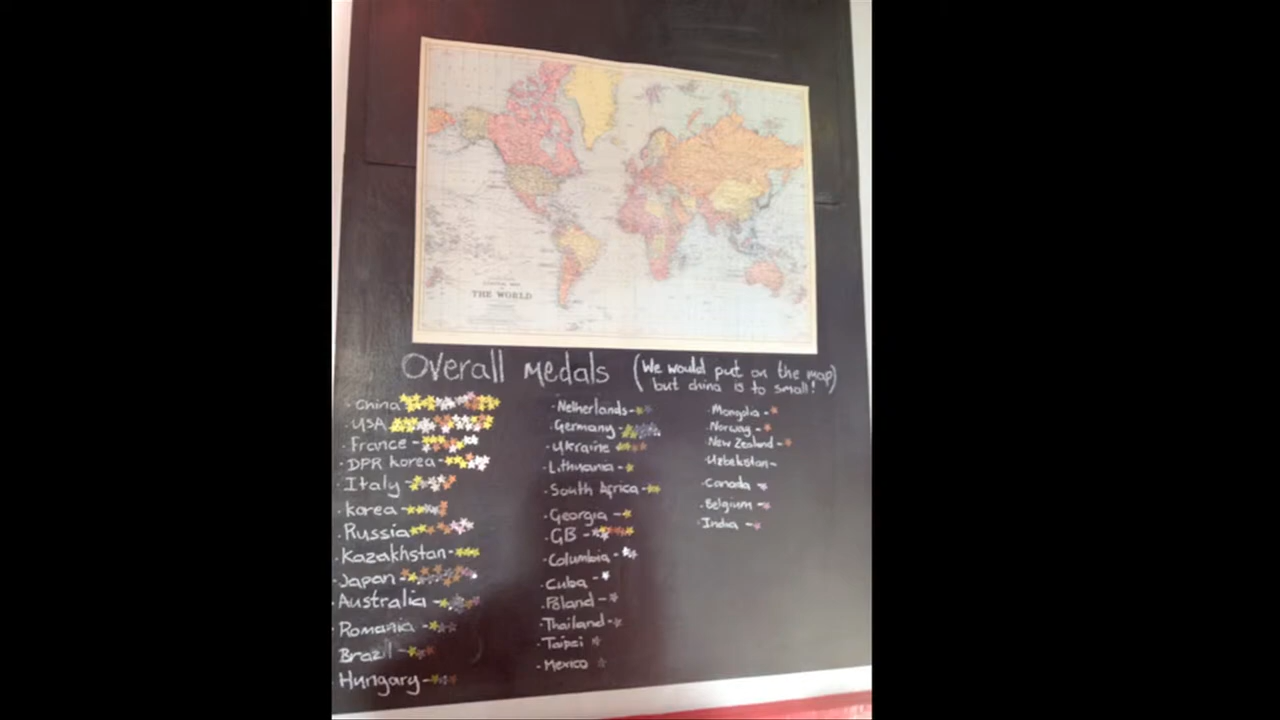 THE WORLD
Overall Medals (We would put on the map
but china is to small!)
· China
· USA
· France -
· DPR Korea -
· Italy -
· Korea -
· Russia
· Kazakhstan -
· Japan -
· Australia -
· Romania -
· Brazil -
· Hungary -
· Netherlands -
· Germany -
· Ukraine -
· Lithuania -
· South Africa -
· Georgia -
· GB -
· Columbia -
· Cuba -
· Poland -
· Thailand -
· Taipei
· Mexico
· Mongolia -
· Norway -
· New Zealand -
· Uzbekistan -
· Canada -
· Belgium -
· India -